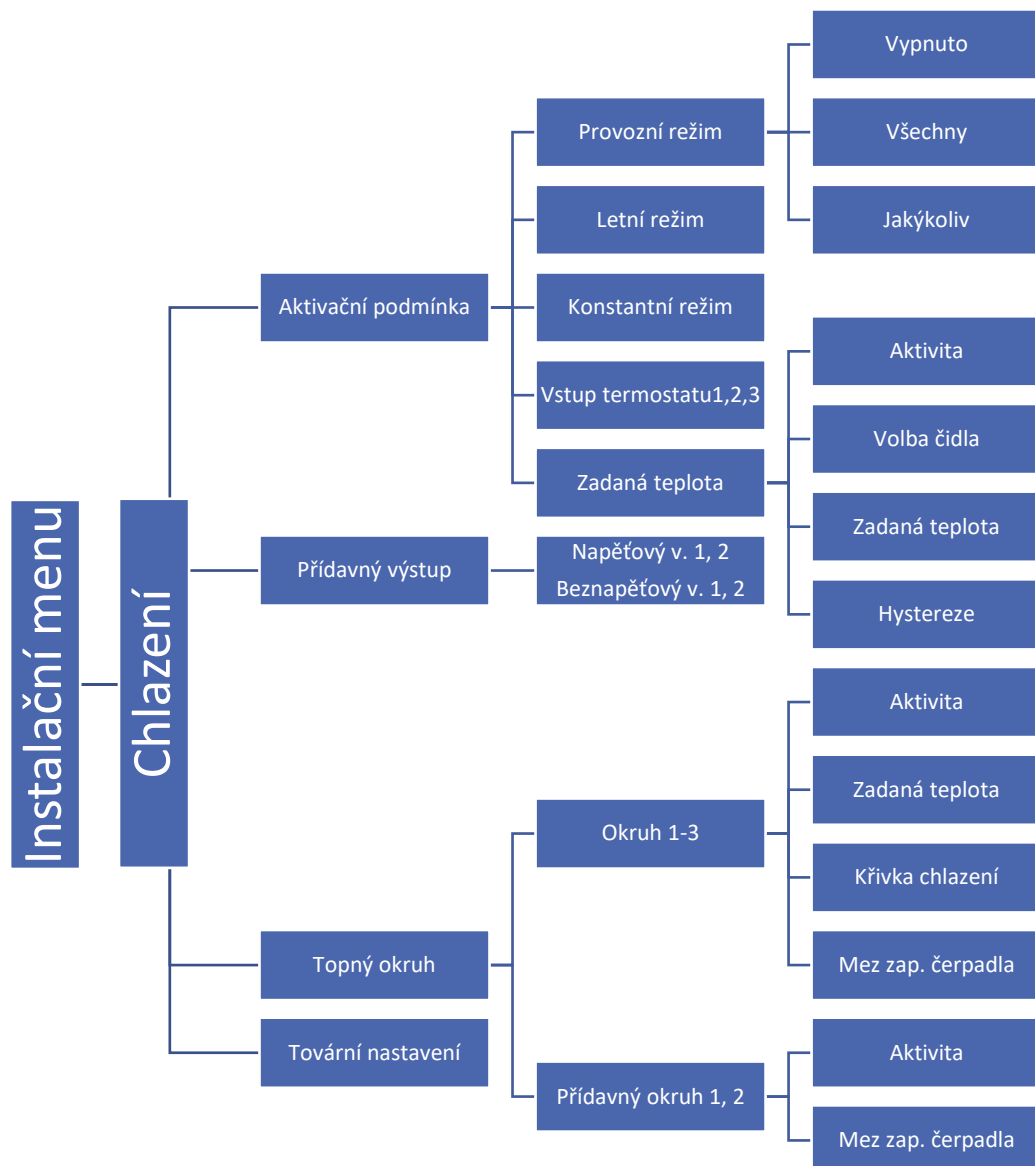 Instalační menu
Chlazení
Aktivační podmínka
Provozní režim
Vypnuto
Všechny
Jakýkoliv
Letní režim
Konstantní režim
Vstup termostatu1,2,3
Zadaná teplota
Aktivita
Volba čidla
Zadaná teplota
Hystereze
Přídavný výstup
Napěťový v. 1, 2
Beznapěťový v. 1, 2
Topný okruh
Okruh 1-3
Aktivita
Zadaná teplota
Křivka chlazení
Mez zap. čerpadla
Přídavný okruh 1, 2
Aktivita
Mez zap. čerpadla
Tovární nastavení